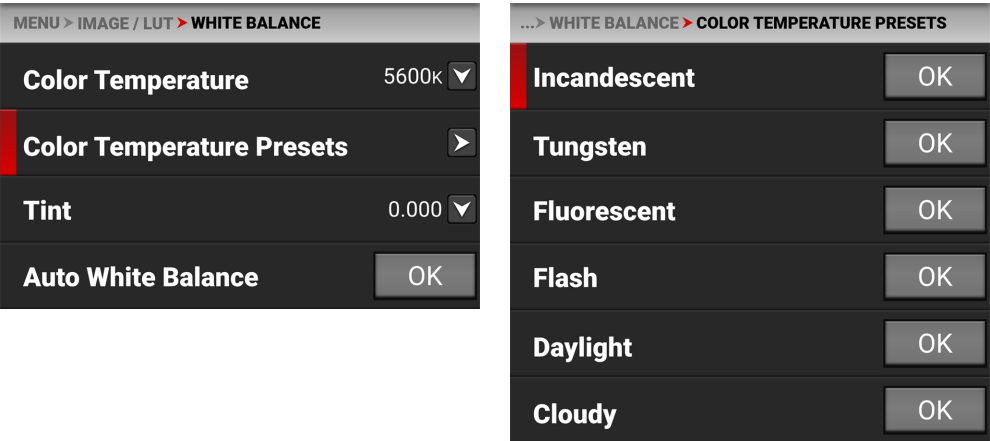 MENU > IMAGE / LUT > WHITE BALANCE
Color Temperature 5600K
Color Temperature Presets
Tint 0.000
Auto White Balance OK
...> WHITE BALANCE > COLOR TEMPERATURE PRESETS
Incandescent OK
Tungsten OK
Fluorescent OK
Flash OK
Daylight OK
Cloudy OK